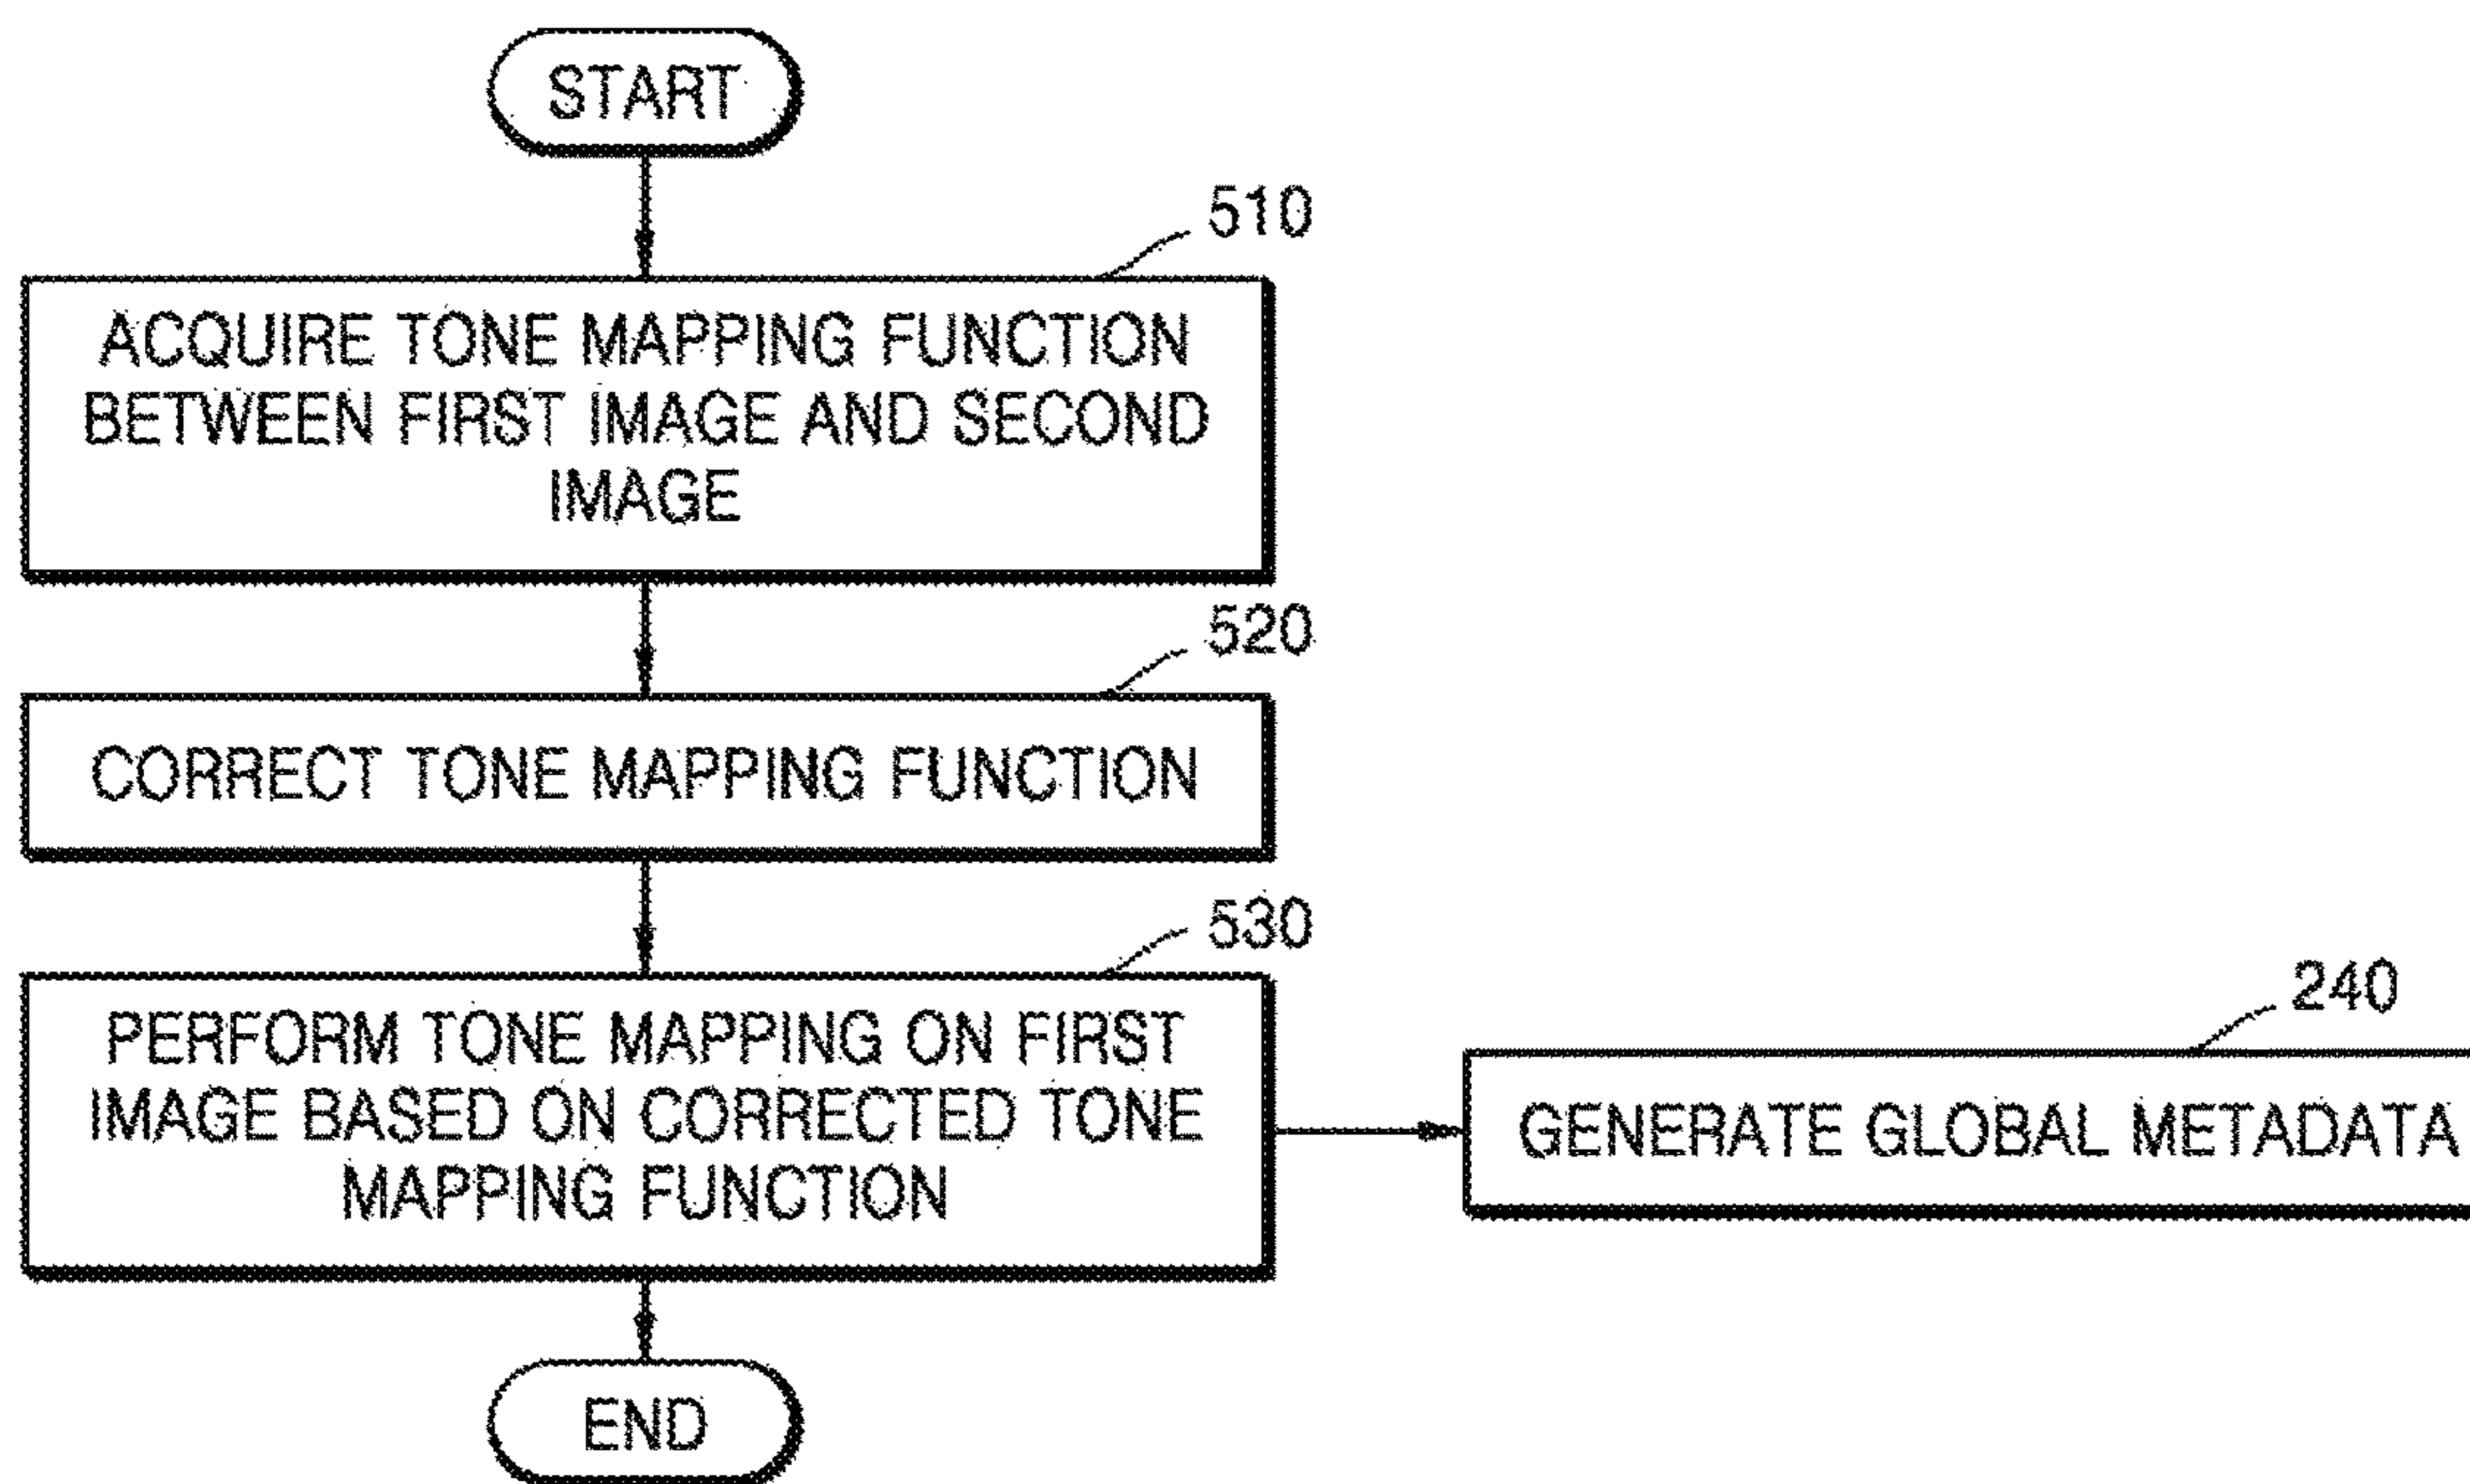 START
510
ACQUIRE TONE MAPPING FUNCTION
BETWEEN FIRST IMAGE AND SECOND
IMAGE
520
CORRECT TONE MAPPING FUNCTION
530
PERFORM TONE MAPPING ON FIRST
IMAGE BASED ON CORRECTED TONE
MAPPING FUNCTION
240
GENERATE GLOBAL METADATA
END